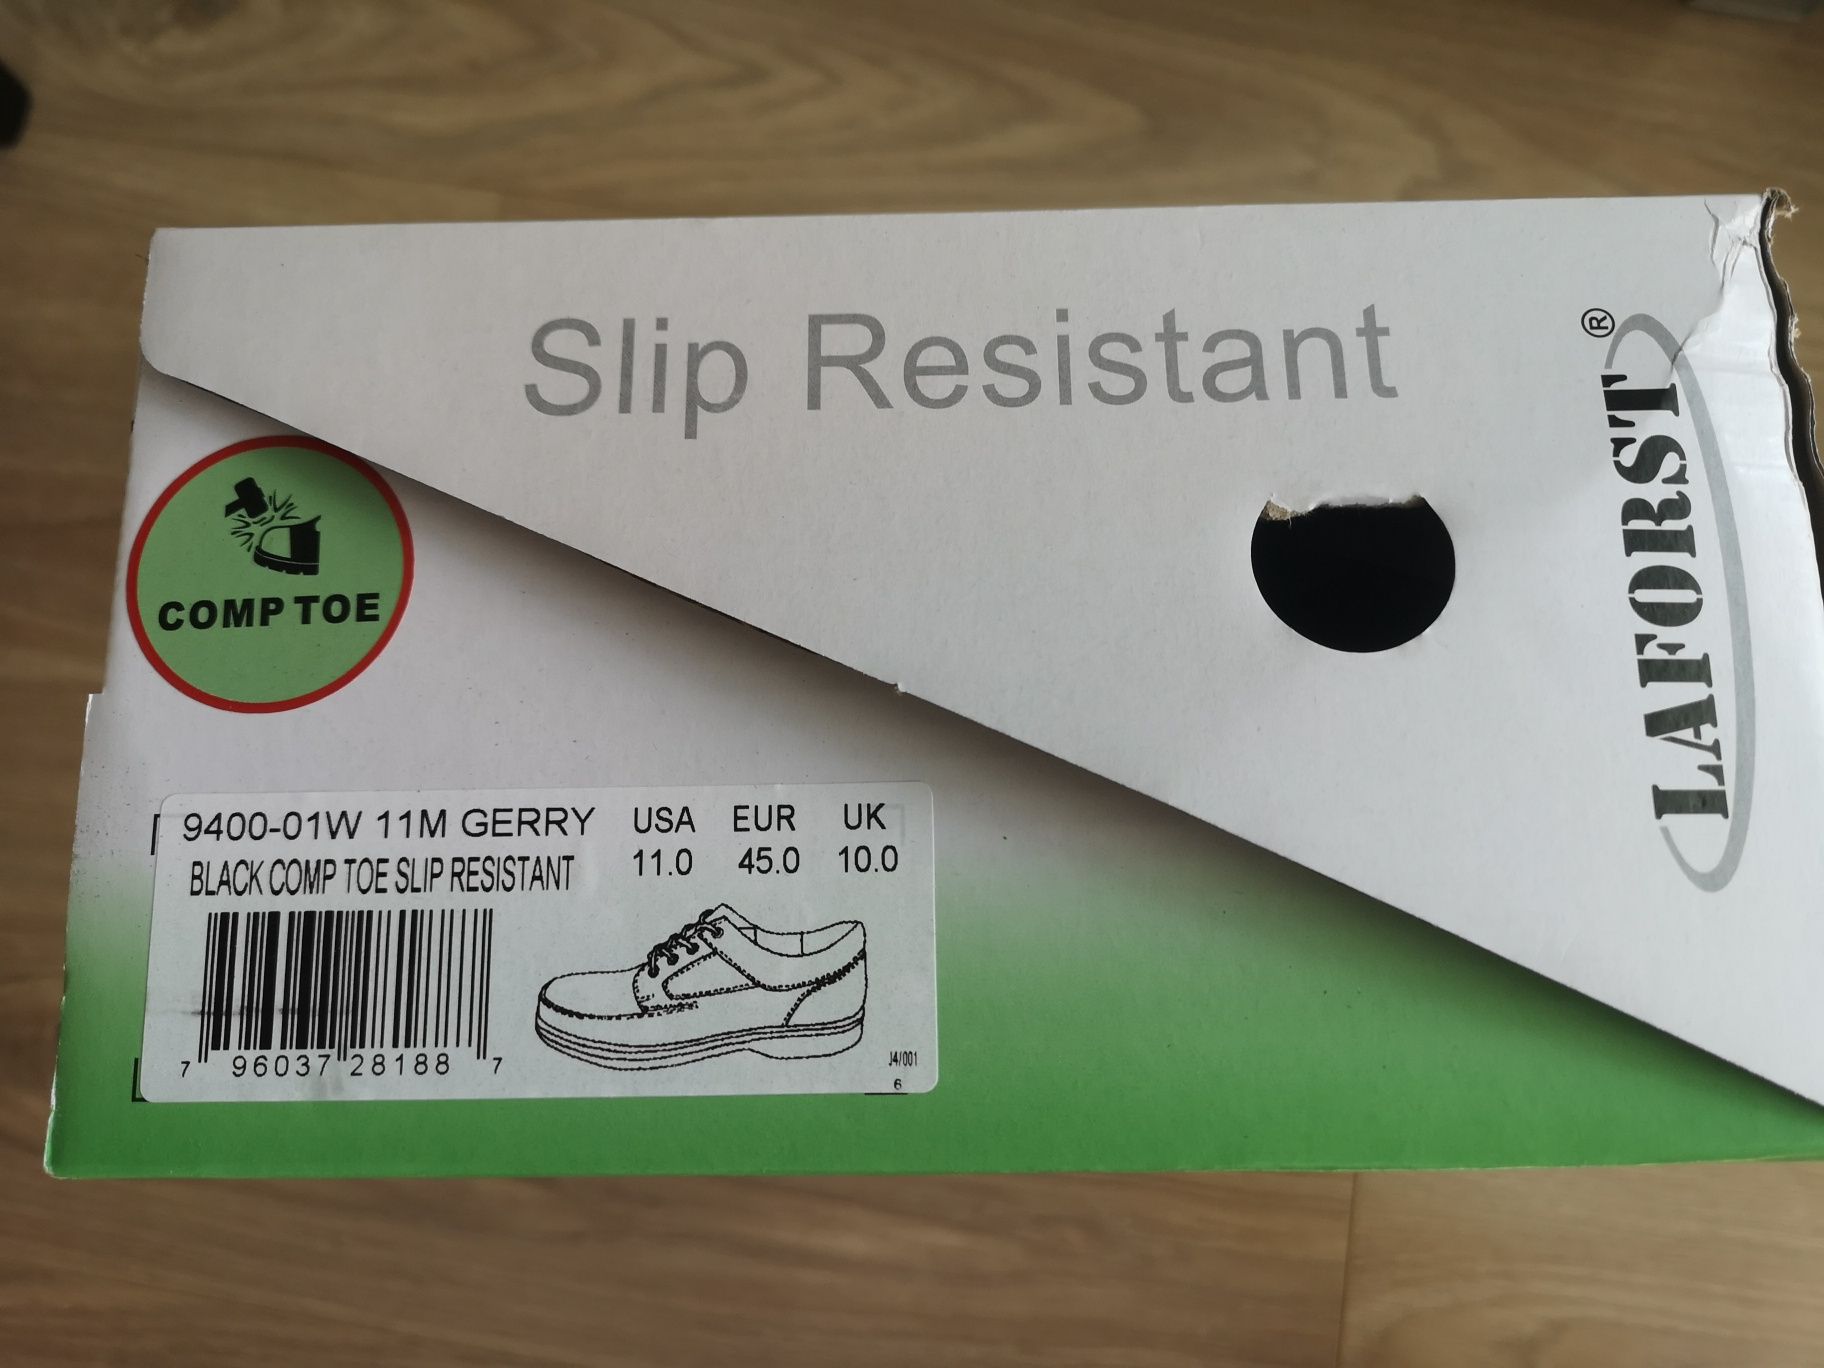 Slip Resistant
LAFORST®
COMP TOE
9400-01W 11M GERRY USA EUR UK
BLACK COMP TOE SLIP RESISTANT 11.0 45.0 10.0
7 96037 28188 7
J4/001
6